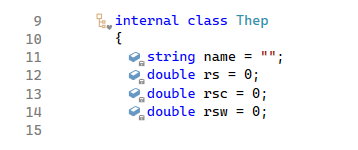 9 internal class Thep
10 {
11 string name = "";
12 double rs = 0;
13 double rsc = 0;
14 double rsw = 0;
15